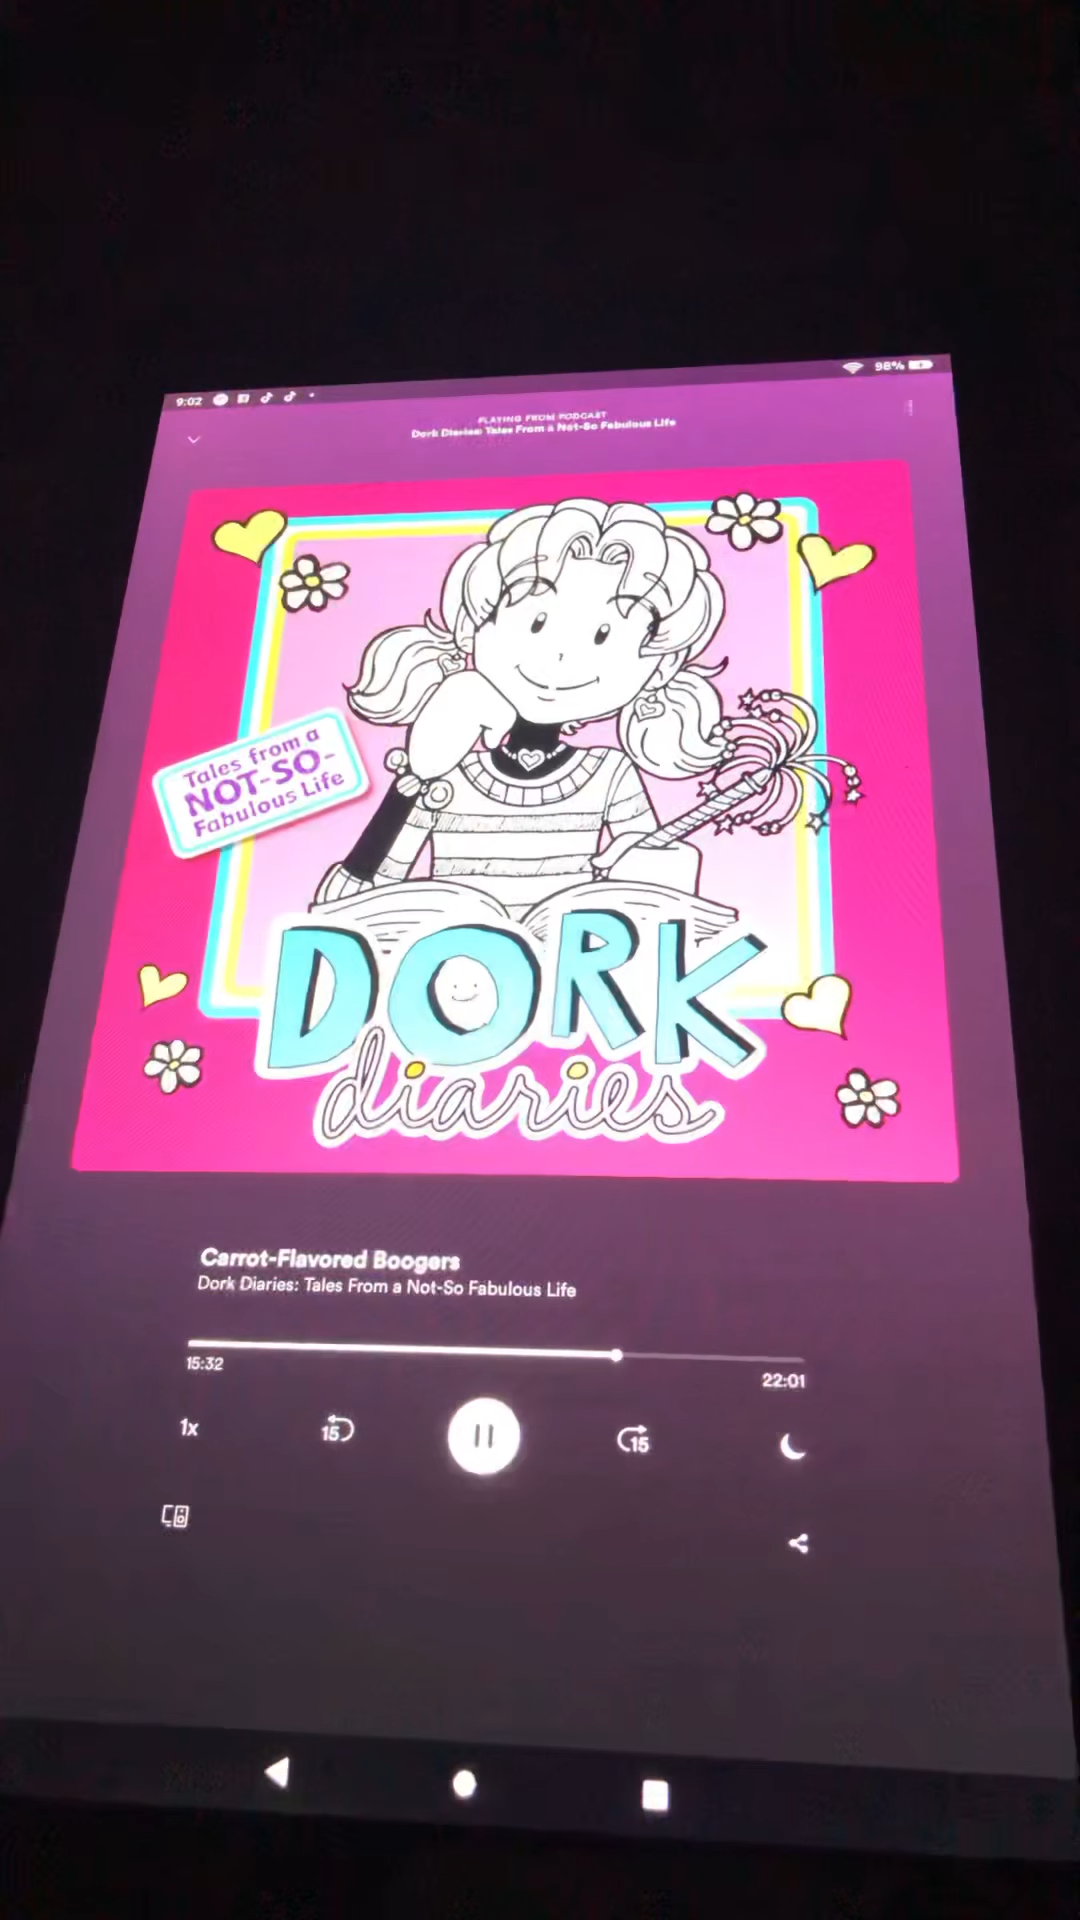 9:02
98%
PLAYING FROM PODCAST
Dork Diaries: Tales From a Not-So Fabulous Life
Tales from a
NOT-SO-
Fabulous Life
DORK
diaries
Carrot-Flavored Boogers
Dork Diaries: Tales From a Not-So Fabulous Life
15:32
22:01
1x
15
15